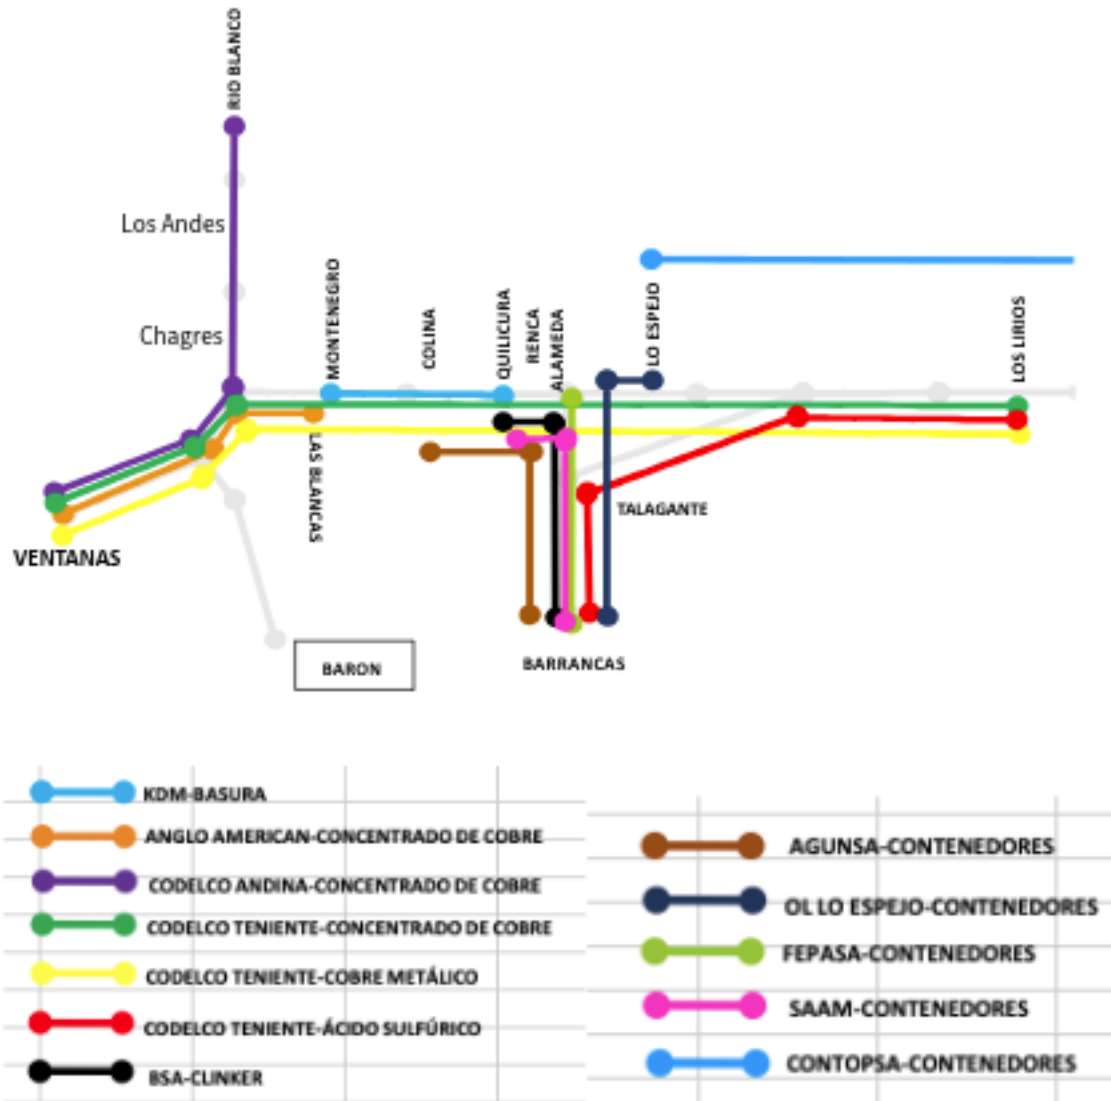 RIO BLANCO
Los Andes
Chagres
MONTENEGRO
COLINA
QUILICURA
RENCA
ALAMEDA
LO ESPEJO
LOS LIRIOS
LAS BLANCAS
TALAGANTE
VENTANAS
BARON
BARRANCAS
KDM-BASURA
ANGLO AMERICAN-CONCENTRADO DE COBRE
CODELCO ANDINA-CONCENTRADO DE COBRE
CODELCO TENIENTE-CONCENTRADO DE COBRE
CODELCO TENIENTE-COBRE METÁLICO
CODELCO TENIENTE-ÁCIDO SULFÚRICO
BSA-CLINKER
AGUNSA-CONTENEDORES
OL LO ESPEJO-CONTENEDORES
FEPASA-CONTENEDORES
SAAM-CONTENEDORES
CONTOPSA-CONTENEDORES